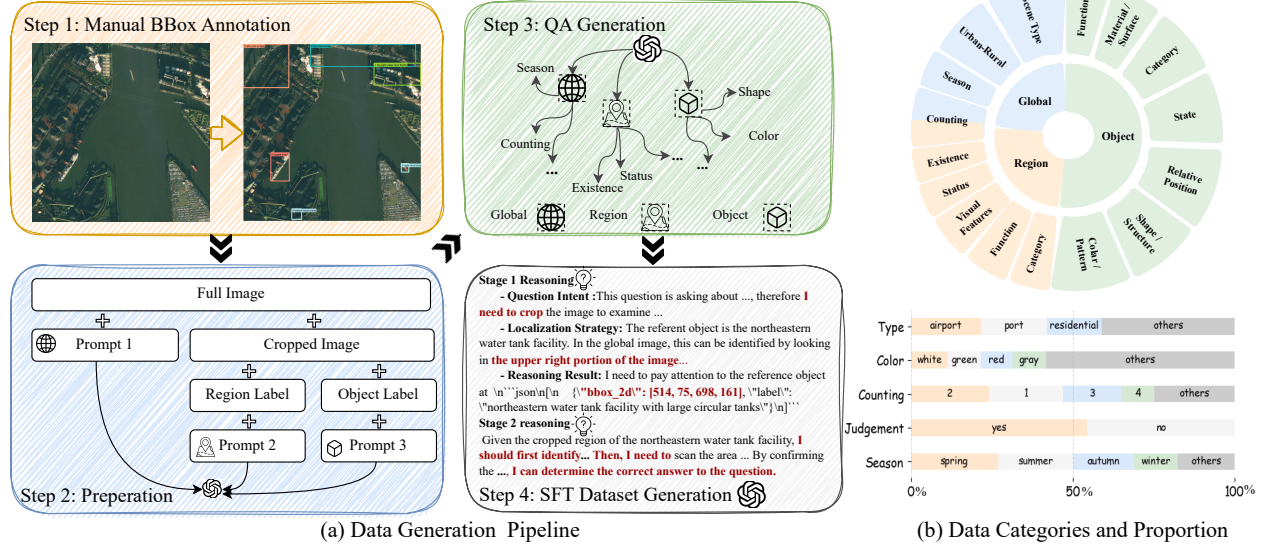 Step 1: Manual BBox Annotation
Step 3: QA Generation
Season
Counting
...
Existence
Status
...
...
Shape
Color
Global
Region
Object
Full Image
Prompt 1
Cropped Image
Region Label
Object Label
Prompt 2
Prompt 3
Step 2: Preperation
Stage 1 Reasoning
- Question Intent :This question is asking about ..., therefore I
need to crop the image to examine ...
- Localization Strategy: The referent object is the northeastern
water tank facility. In the global image, this can be identified by looking
in the upper right portion of the image...
- Reasoning Result: I need to pay attention to the reference object
at \n```json\n[\n {\"bbox_2d\": [514, 75, 698, 161], \"label\":
\"northeastern water tank facility with large circular tanks\"}\n]```
Stage 2 reasoning
Given the cropped region of the northeastern water tank facility, I
should first identify... Then, I need to scan the area ... By confirming
the ..., I can determine the correct answer to the question.
Step 4: SFT Dataset Generation
(a) Data Generation Pipeline
Global
Region
Object
Urban-Rural
Season
Counting
Existence
Status
Visual
Features
Function
Category
Colar /
Pattern
Shape /
Structure
Relative
Position
State
Category
Material /
Surface
Function
Type
airport
port
residential
others
Color
white
green
red
gray
others
Counting
2
1
3
4
others
Judgement
yes
no
Season
spring
summer
autumn
winter
others
0%
50%
100%
(b) Data Categories and Proportion